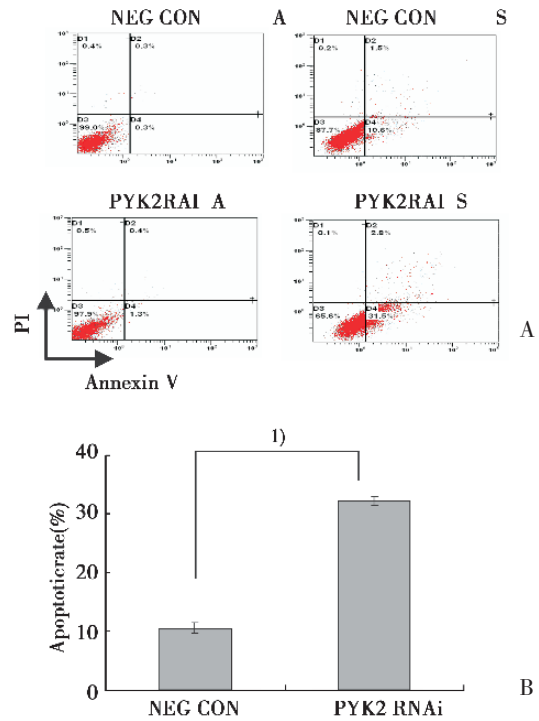 NEG CON A
NEG CON S
D1 0.4%
D2 0.3%
D3 99.0%
D4 0.3%
D1 0.2%
D2 1.5%
D3 87.7%
D4 10.6%
PYK2RAI A
PYK2RAI S
D1 0.5%
D2 0.4%
D3 97.9%
D4 1.3%
D1 0.1%
D2 2.8%
D3 65.6%
D4 31.5%
PI
Annexin V
A
1)
40
30
20
10
0
Apoptoticrate(%)
NEG CON
PYK2 RNAi
B